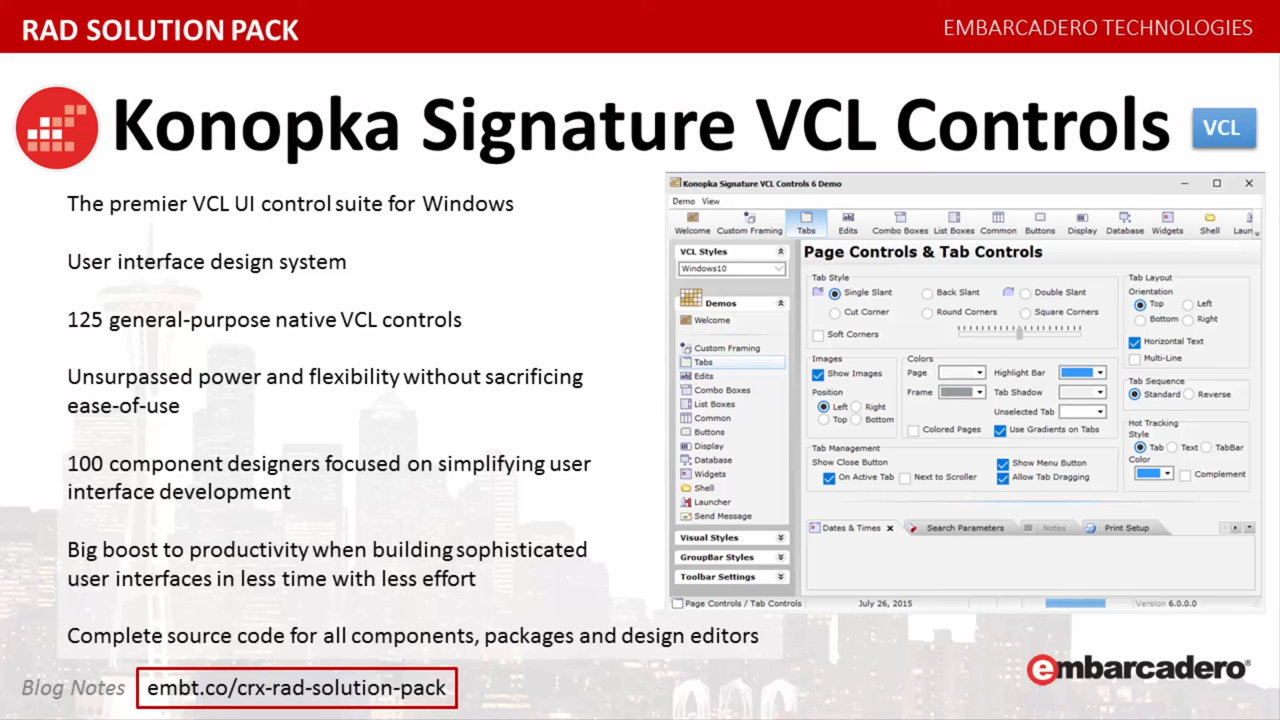 RAD SOLUTION PACK
EMBARCADERO TECHNOLOGIES
Konopka Signature VCL Controls
VCL
The premier VCL UI control suite for Windows
User interface design system
125 general-purpose native VCL controls
Unsurpassed power and flexibility without sacrificing
ease-of-use
100 component designers focused on simplifying user
interface development
Big boost to productivity when building sophisticated
user interfaces in less time with less effort
Complete source code for all components, packages and design editors
Blog Notes embt.co/crx-rad-solution-pack
Konopka Signature VCL Controls 6 Demo
Demo View
Welcome Custom Framing Tabs Edits Combo Boxes List Boxes Common Buttons Display Database Widgets Shell
VCL Styles
Windows10
Demos
Welcome
Custom Framing
Tabs
Edits
Combo Boxes
List Boxes
Common
Buttons
Display
Database
Widgets
Shell
Launcher
Send Message
Visual Styles
GroupBar Styles
Toolbar Settings
Page Controls & Tab Controls
Tab Style
Single Slant Back Slant Double Slant
Cut Corner Round Corners Square Corners
Soft Corners
Images
Show Images
Position
Left Right
Top Bottom
Colors
Page Highlight Bar
Frame Tab Shadow
Unselected Tab
Colored Pages Use Gradients on Tabs
Tab Management
Show Close Button Show Menu Button
On Active Tab Next to Scroller Allow Tab Dragging
Tab Layout
Orientation
Top Left
Bottom Right
Horizontal Text
Multi-Line
Tab Sequence
Standard Reverse
Hot Tracking
Style
Tab Text TabBar
Color
Complement
Dates & Times Search Parameters Notes Print Setup
Page Controls / Tab Controls July 26, 2015 Version 6.0.0.0
embarcadero®